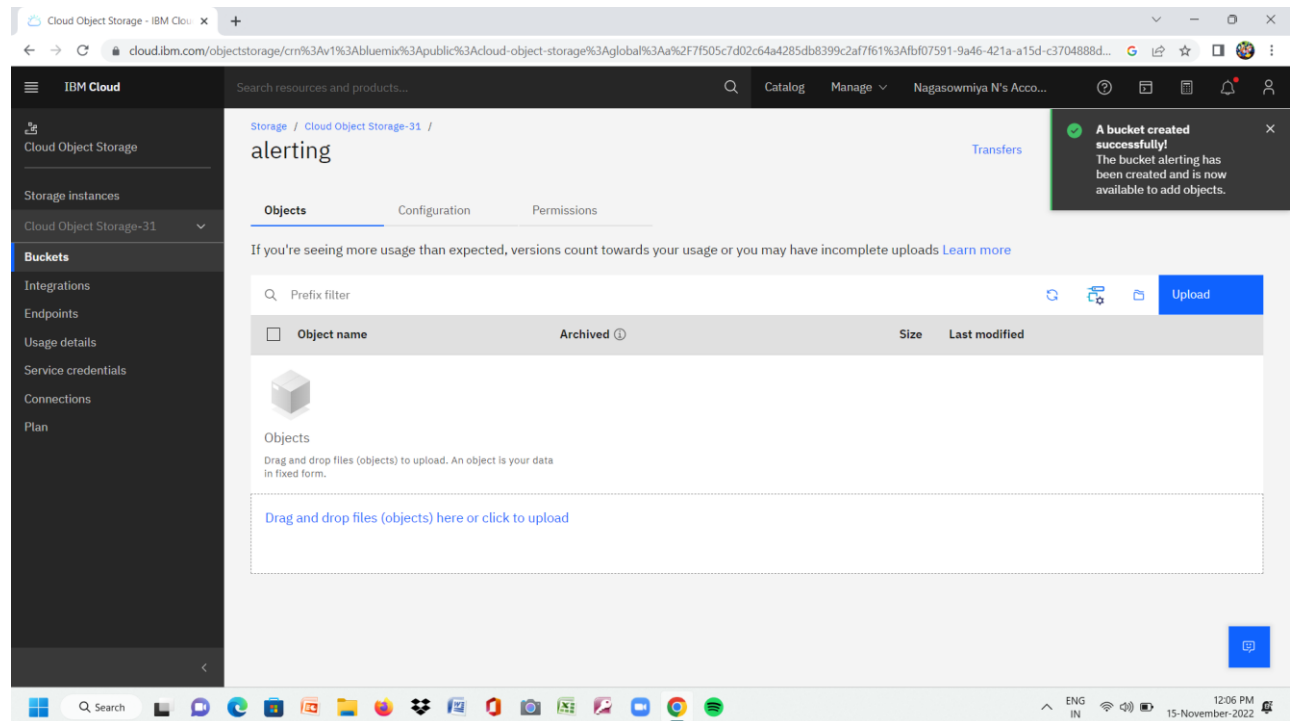 Cloud Object Storage - IBM Clou
cloud.ibm.com/objectstorage/crn%3Av1%3Abluemix%3Apublic%3Acloud-object-storage%3Aglobal%3Aa%2F7f505c7d02c64a4285db8399c2af7f61%3Afbf07591-9a46-421a-a15d-c3704888d...
IBM Cloud
Search resources and products...
Catalog
Manage
Nagasowmiya N's Acco...
Cloud Object Storage
Storage instances
Cloud Object Storage-31
Buckets
Integrations
Endpoints
Usage details
Service credentials
Connections
Plan
Storage / Cloud Object Storage-31 /
alerting
Transfers
A bucket created
successfully!
The bucket alerting has
been created and is now
available to add objects.
Objects Configuration Permissions
If you're seeing more usage than expected, versions count towards your usage or you may have incomplete uploads Learn more
Prefix filter
Upload
Object name Archived Size Last modified
Objects
Drag and drop files (objects) to upload. An object is your data
in fixed form.
Drag and drop files (objects) here or click to upload
Search
ENG
IN
12:06 PM
15-November-2022